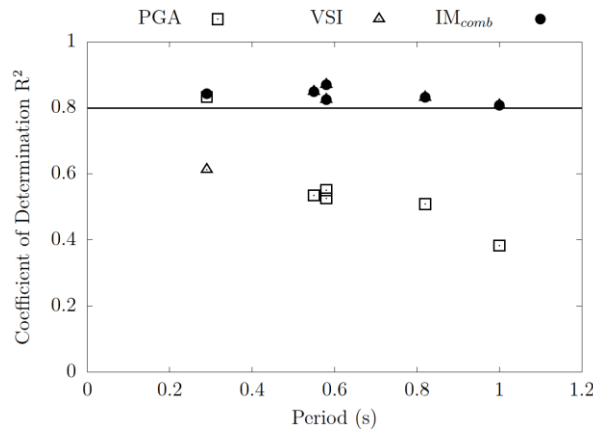 PGA VSI IM_comb
Coefficient of Determination R²
1
0.8
0.6
0.4
0.2
0
0 0.2 0.4 0.6 0.8 1 1.2
Period (s)